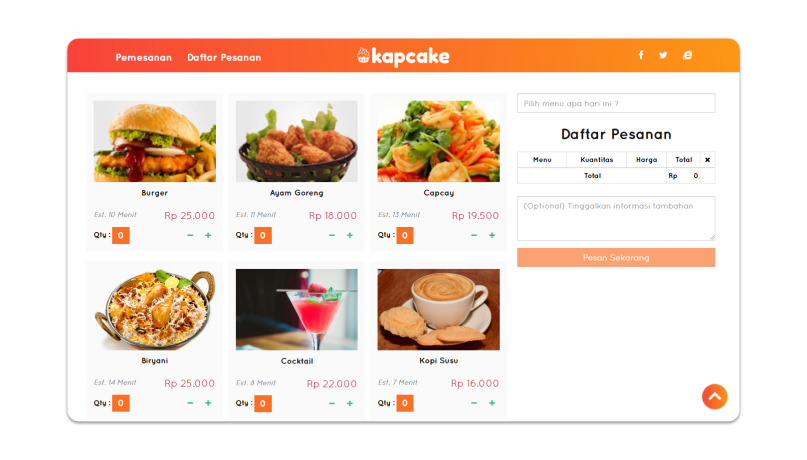 Pemesanan Daftar Pesanan kapcake
Pilih menu apa hari ini ?
Daftar Pesanan
Menu Kuantitas Harga Total ✖
Total Rp 0
(Optional) Tinggalkan informasi tambahan
Pesan Sekarang
Burger
Est. 10 Menit Rp 25.000
Qty : 0 − +
Ayam Goreng
Est. 11 Menit Rp 18.000
Qty : 0 − +
Capcay
Est. 13 Menit Rp 19.500
Qty : 0 − +
Biryani
Est. 14 Menit Rp 25.000
Qty : 0 − +
Cocktail
Est. 8 Menit Rp 22.000
Qty : 0 − +
Kopi Susu
Est. 7 Menit Rp 16.000
Qty : 0 − +